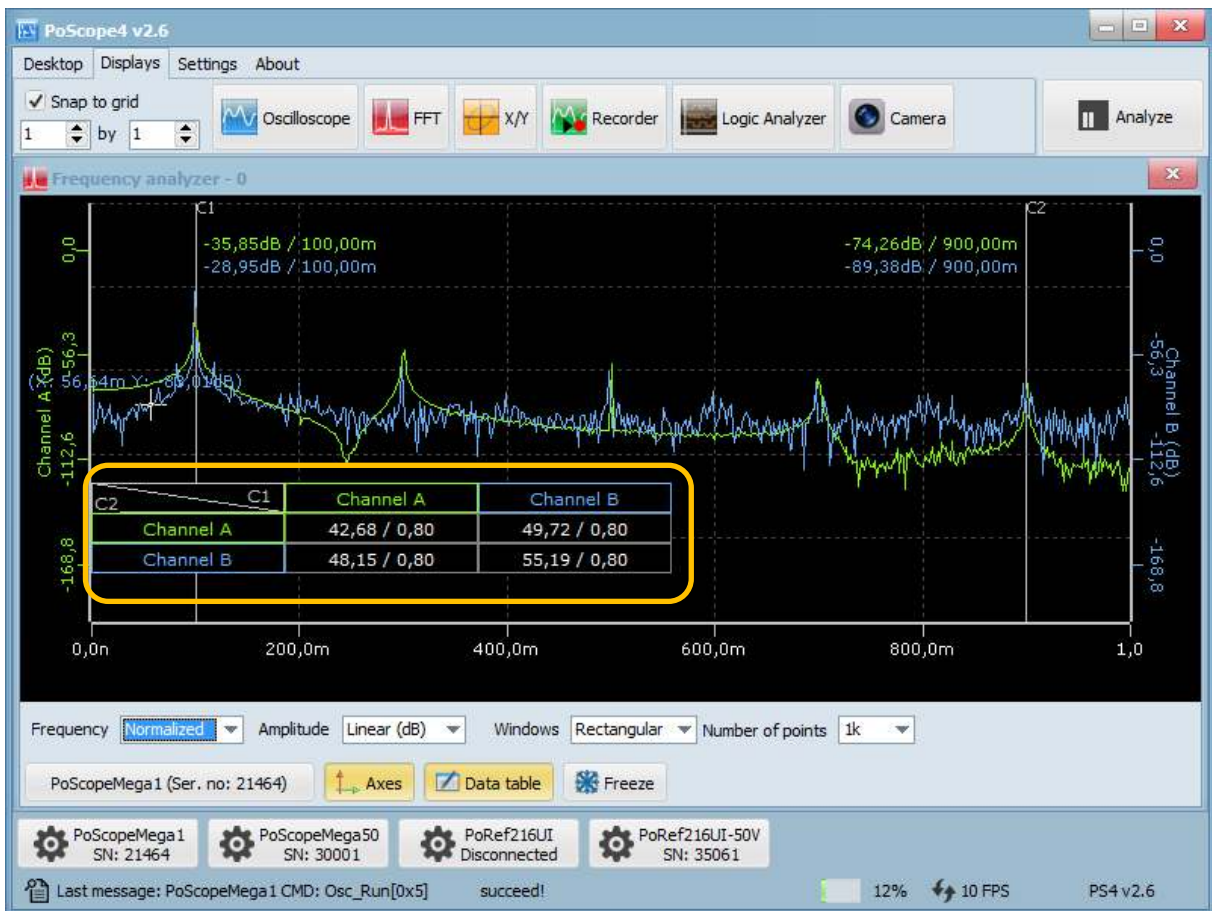 PoScope4 v2.6
Desktop Displays Settings About
Snap to grid
1 by 1
Oscilloscope FFT X/Y Recorder Logic Analyzer Camera Analyze
Frequency analyzer - 0
C1 C2
-35,85dB / 100,00m -74,26dB / 900,00m
-28,95dB / 100,00m -89,38dB / 900,00m
Channel A (dB)
0,0
-56,3
-112,6
-168,8
Channel B (dB)
0,0
-56,3
-112,6
-168,8
C2 C1 Channel A Channel B
Channel A 42,68 / 0,80 49,72 / 0,80
Channel B 48,15 / 0,80 55,19 / 0,80
0,0n 200,0m 400,0m 600,0m 800,0m 1,0
Frequency Normalized Amplitude Linear (dB) Windows Rectangular Number of points 1k
PoScopeMega1 (Ser. no: 21464) Axes Data table Freeze
PoScopeMega1 PoScopeMega50 PoRef216UI PoRef216UI-50V
SN: 21464 SN: 30001 Disconnected SN: 35061
Last message: PoScopeMega1 CMD: Osc_Run[0x5] succeed! 12% 10 FPS PS4 v2.6